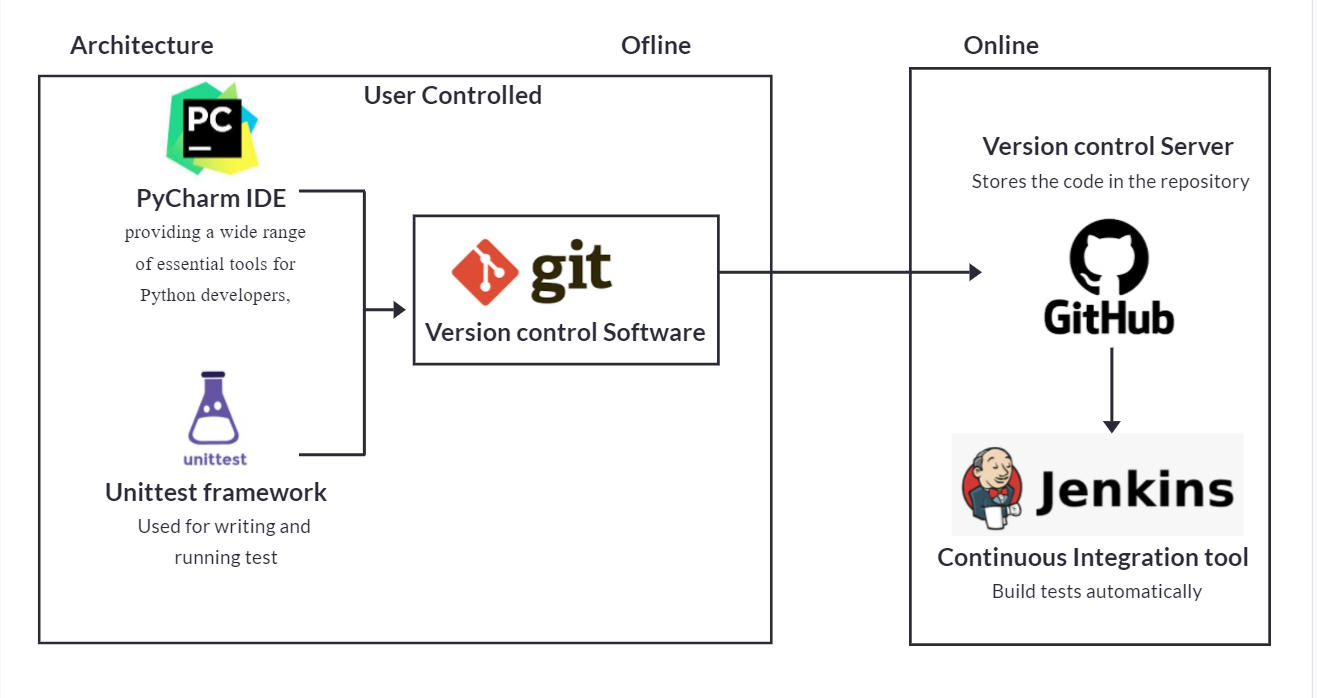 Architecture
Ofline
Online
User Controlled
PC
PyCharm IDE
providing a wide range
of essential tools for
Python developers,
git
Version control Software
unittest
Unittest framework
Used for writing and
running test
Version control Server
Stores the code in the repository
GitHub
Jenkins
Continuous Integration tool
Build tests automatically